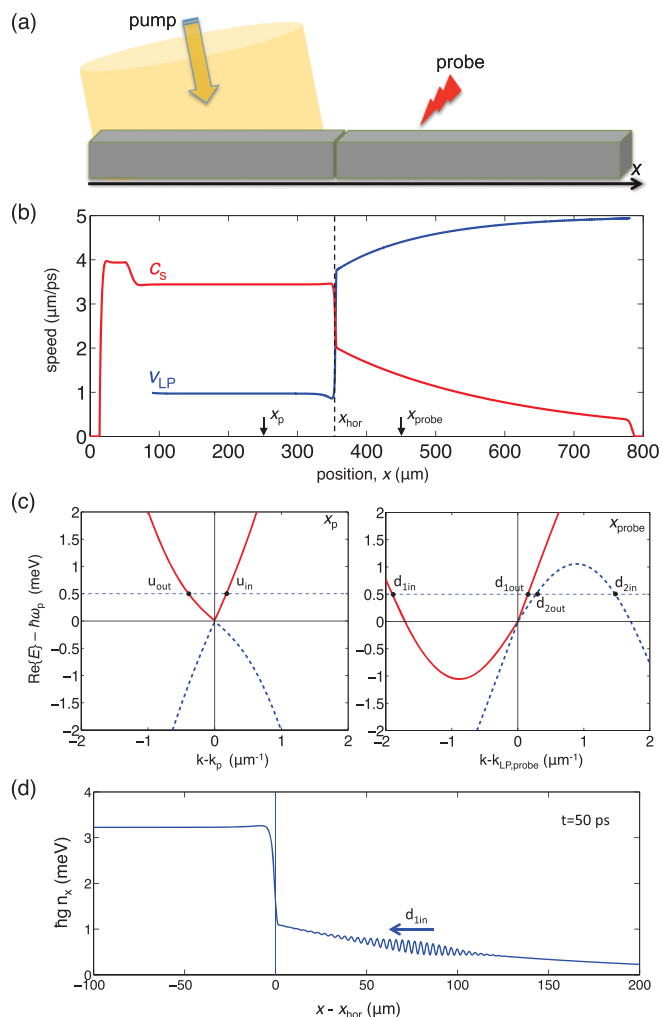 (a)
pump
probe
x
(b)
5
4
3
2
1
0
speed (μm/ps)
c_s
v_LP
x_p
x_hor
x_probe
0 100 200 300 400 500 600 700 800
position, x (μm)
(c)
2
1.5
1
0.5
0
-0.5
-1
-1.5
-2
Re{E} − ℏω_p (meV)
x_p
u_out
u_in
−2 −1 0 1 2
k-k_p (μm⁻¹)
2
1.5
1
0.5
0
-0.5
-1
-1.5
-2
x_probe
d_1in
d_1out
d_2in
d_2out
−2 −1 0 1 2
k-k_LP,probe (μm⁻¹)
(d)
4
3
2
1
0
ℏg n_x (meV)
t=50 ps
d_1in
-100 -50 0 50 100 150 200
x - x_hor (μm)